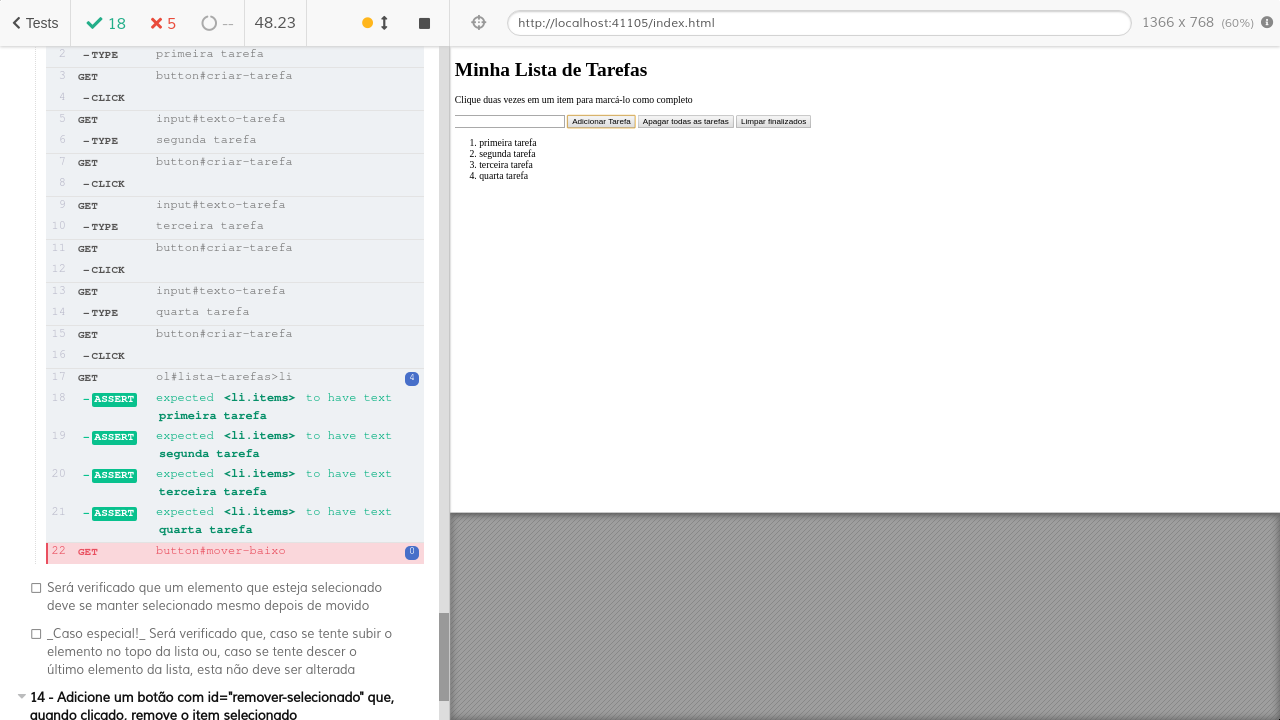 Tests
18
5
--
48.23
http://localhost:41105/index.html
1366 x 768 (60%)
2 -TYPE primeira tarefa
3 GET button#criar-tarefa
4 -CLICK
5 GET input#texto-tarefa
6 -TYPE segunda tarefa
7 GET button#criar-tarefa
8 -CLICK
9 GET input#texto-tarefa
10 -TYPE terceira tarefa
11 GET button#criar-tarefa
12 -CLICK
13 GET input#texto-tarefa
14 -TYPE quarta tarefa
15 GET button#criar-tarefa
16 -CLICK
17 GET ol#lista-tarefas>li 4
18 -ASSERT expected <li.items> to have text
primeira tarefa
19 -ASSERT expected <li.items> to have text
segunda tarefa
20 -ASSERT expected <li.items> to have text
terceira tarefa
21 -ASSERT expected <li.items> to have text
quarta tarefa
22 GET button#mover-baixo 0
Será verificado que um elemento que esteja selecionado
deve se manter selecionado mesmo depois de movido
_Caso especial!_ Será verificado que, caso se tente subir o
elemento no topo da lista ou, caso se tente descer o
último elemento da lista, esta não deve ser alterada
14 - Adicione um botão com id="remover-selecionado" que,
quando clicado, remove o item selecionado
Minha Lista de Tarefas
Clique duas vezes em um item para marcá-lo como completo
Adicionar Tarefa Apagar todas as tarefas Limpar finalizados
1. primeira tarefa
2. segunda tarefa
3. terceira tarefa
4. quarta tarefa